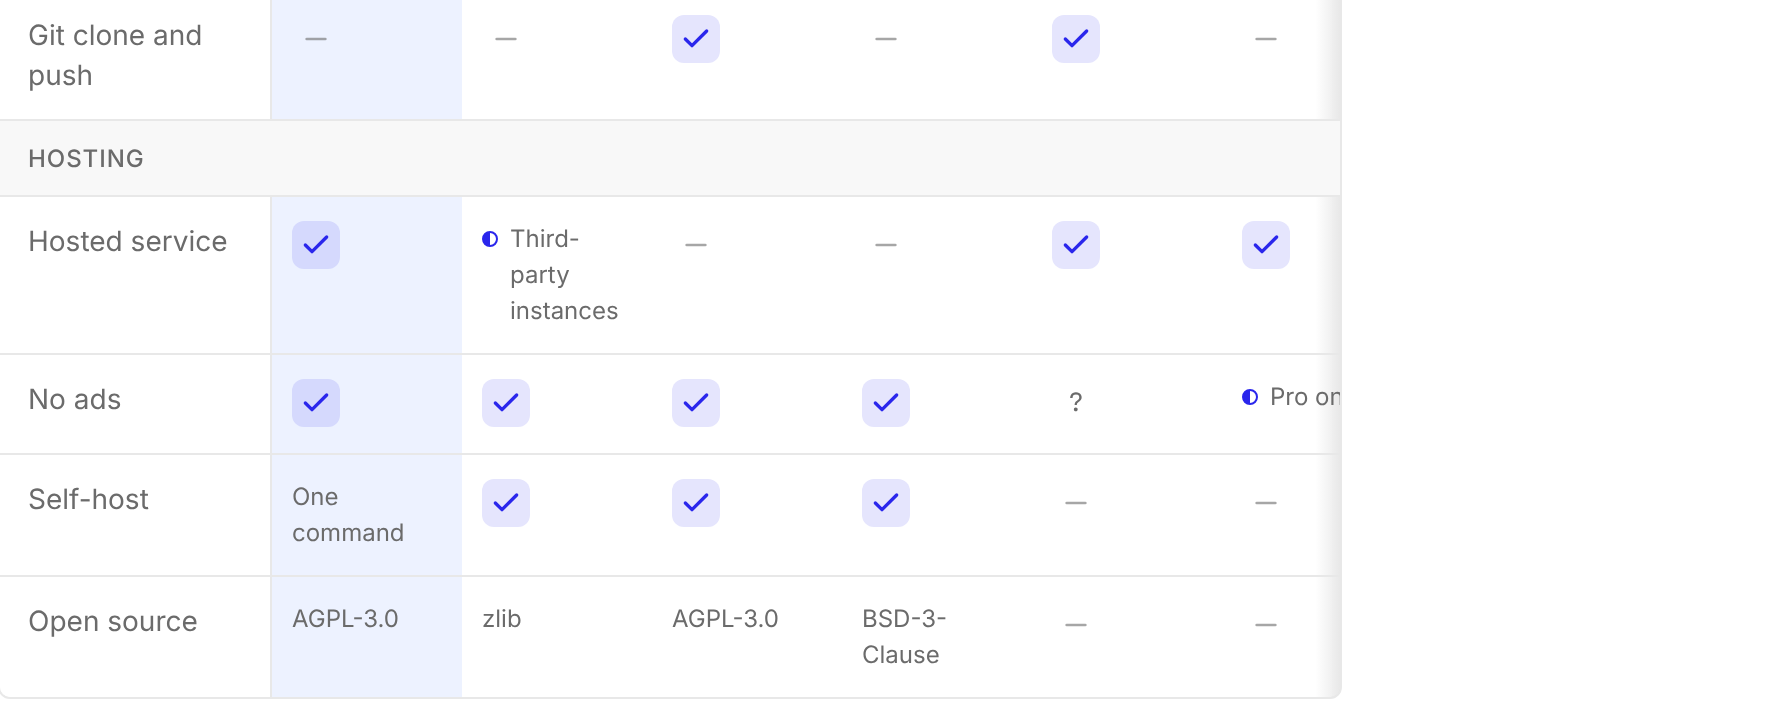 Git clone and
push
— — — —
HOSTING
Hosted service
Third-
party
instances
— —
No ads
?
Pro on
Self-host
One
command
— —
Open source
AGPL-3.0
zlib
AGPL-3.0
BSD-3-
Clause
— —